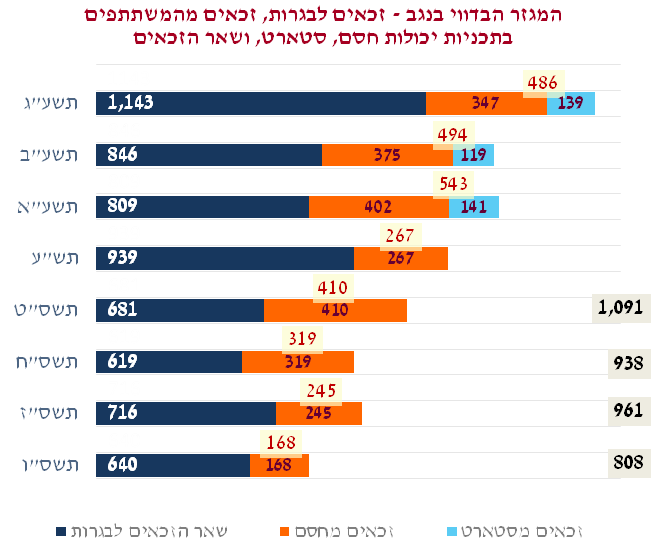 המגזר הבדווי בנגב - זכאים לבגרות, זכאים מהמשתתפים
בתכניות יכולות חסם, סטארט, ושאר הזכאים
486
תשע״ג 1,143 347 139
494
תשע״ב 846 375 119
543
תשע״א 809 402 141
267
תש״ע 939 267
410
תשס״ט 681 410 1,091
319
תשס״ח 619 319 938
245
תשס״ז 716 245 961
168
תשס״ו 640 168 808
שאר הזכאים לבגרות זכאים מחסם זכאים מסטארט